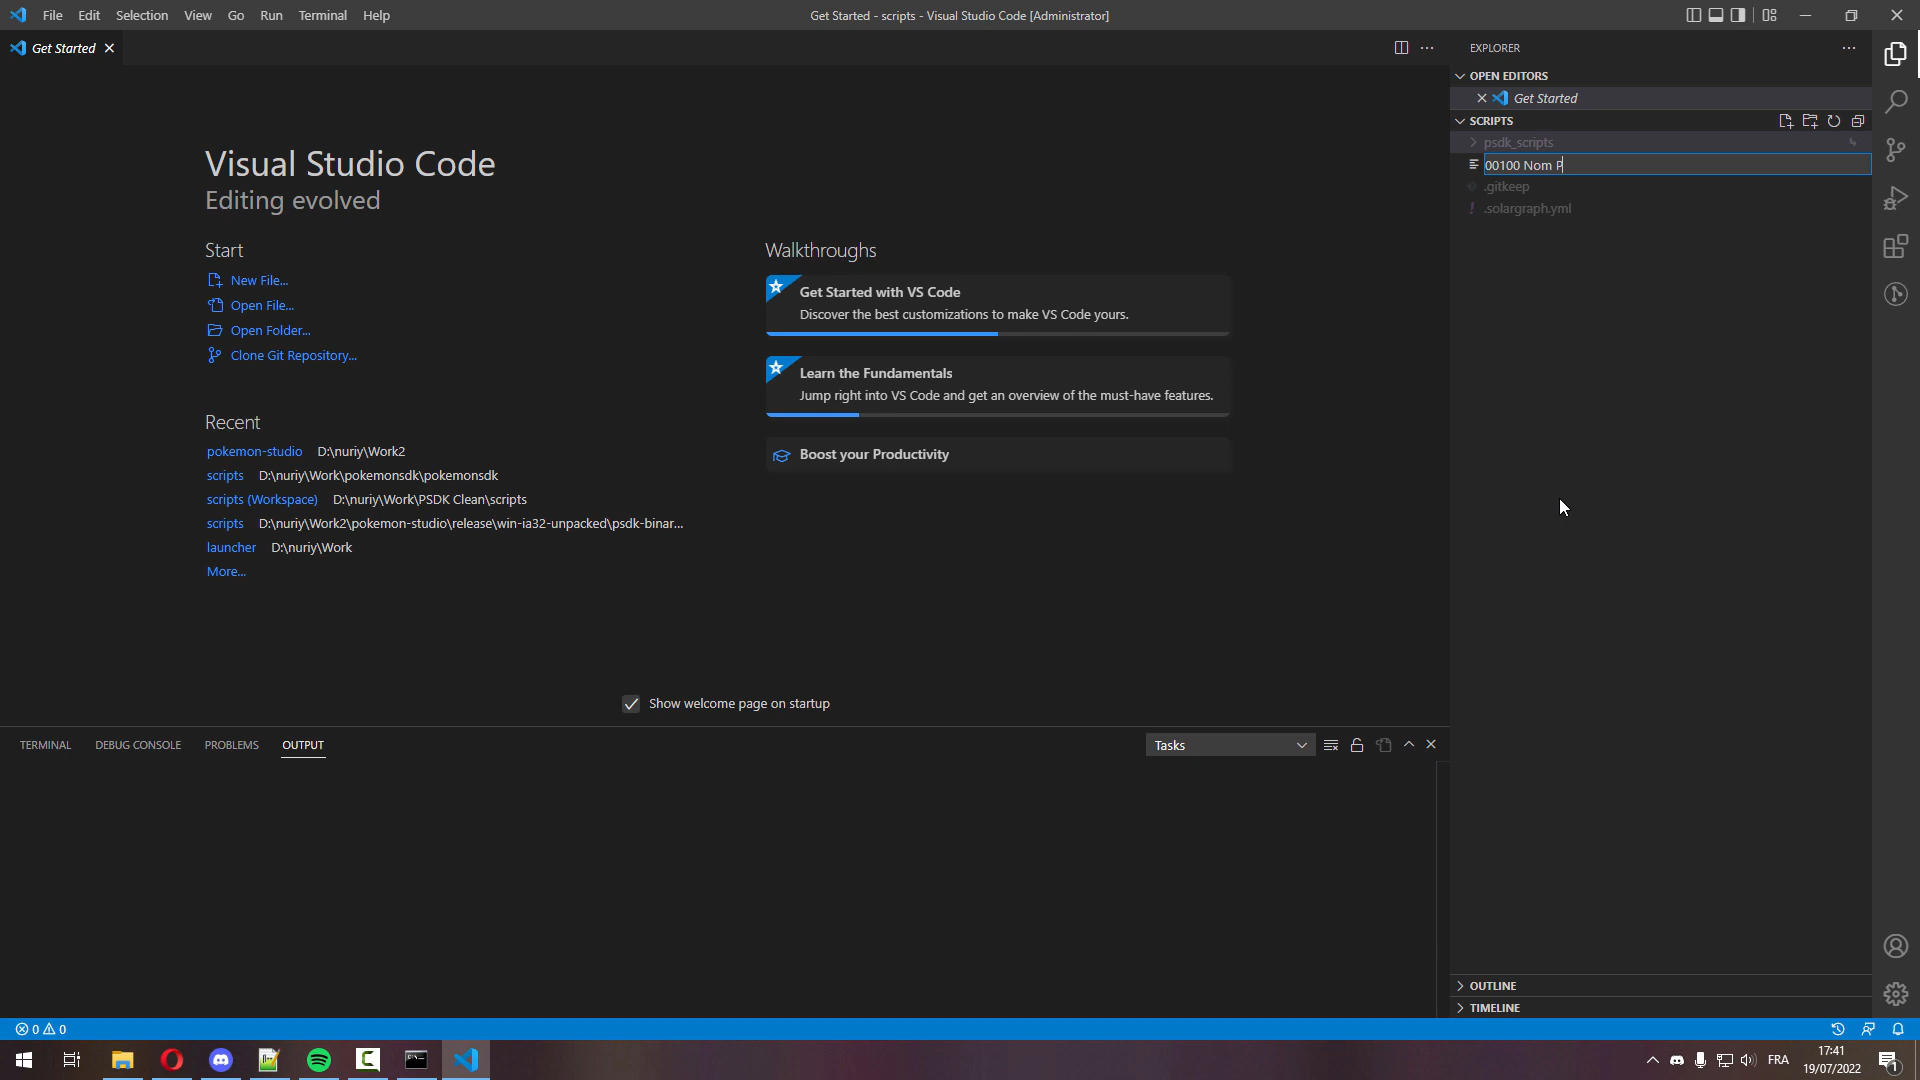 File Edit Selection View Go Run Terminal Help
Get Started - scripts - Visual Studio Code [Administrator]
Get Started
EXPLORER
OPEN EDITORS
Get Started
SCRIPTS
psdk_scripts
00100 Nom P
.gitkeep
.solargraph.yml
Visual Studio Code
Editing evolved
Start
New File...
Open File...
Open Folder...
Clone Git Repository...
Recent
pokemon-studio D:\nuriy\Work2
scripts D:\nuriy\Work\pokemonsdk\pokemonsdk
scripts (Workspace) D:\nuriy\Work\PSDK Clean\scripts
scripts D:\nuriy\Work2\pokemon-studio\release\win-ia32-unpacked\psdk-binar...
launcher D:\nuriy\Work
More...
Walkthroughs
Get Started with VS Code
Discover the best customizations to make VS Code yours.
Learn the Fundamentals
Jump right into VS Code and get an overview of the must-have features.
Boost your Productivity
Show welcome page on startup
TERMINAL DEBUG CONSOLE PROBLEMS OUTPUT
Tasks
OUTLINE
TIMELINE
0 0
FRA
17:41
19/07/2022
1